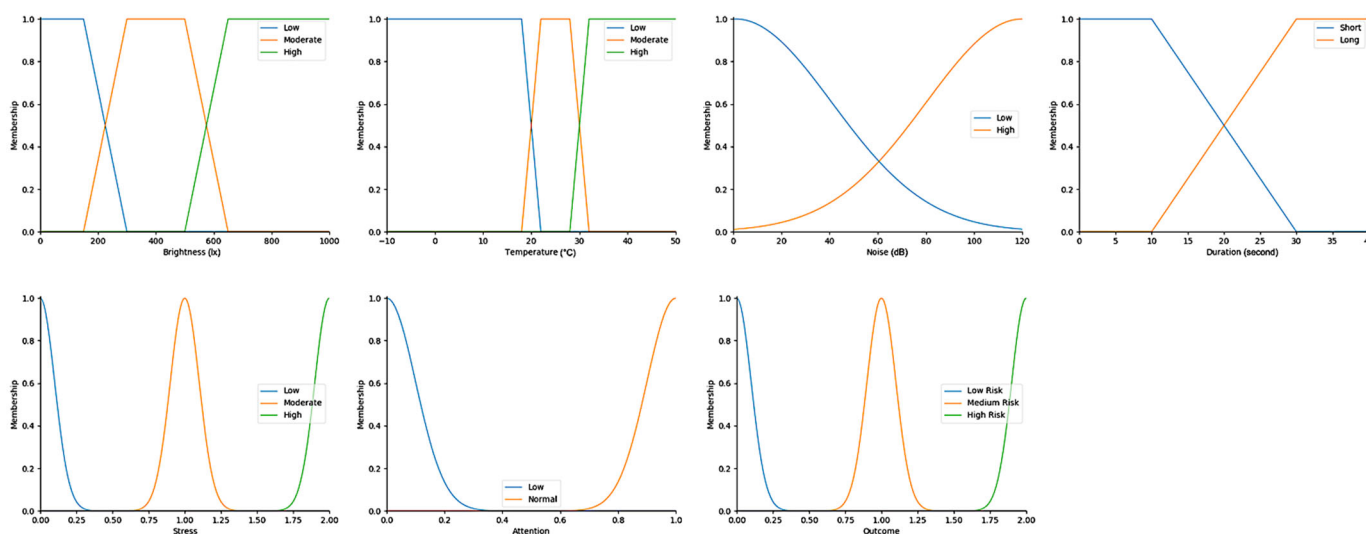 Membership
1.0
0.8
0.6
0.4
0.2
0.0
Low
Moderate
High
0 200 400 600 800 1000
Brightness (lx)
Membership
1.0
0.8
0.6
0.4
0.2
0.0
Low
Moderate
High
−10 0 10 20 30 40 50
Temperature (°C)
Membership
1.0
0.8
0.6
0.4
0.2
0.0
Low
High
0 20 40 60 80 100 120
Noise (dB)
Membership
1.0
0.8
0.6
0.4
0.2
0.0
Short
Long
0 5 10 15 20 25 30 35
Duration (second)
Membership
1.0
0.8
0.6
0.4
0.2
0.0
Low
Moderate
High
0.00 0.25 0.50 0.75 1.00 1.25 1.50 1.75 2.00
Stress
Membership
1.0
0.8
0.6
0.4
0.2
0.0
Low
Normal
0.0 0.2 0.4 0.6 0.8 1.0
Attention
Membership
1.0
0.8
0.6
0.4
0.2
0.0
Low Risk
Medium Risk
High Risk
0.00 0.25 0.50 0.75 1.00 1.25 1.50 1.75 2.00
Outcome